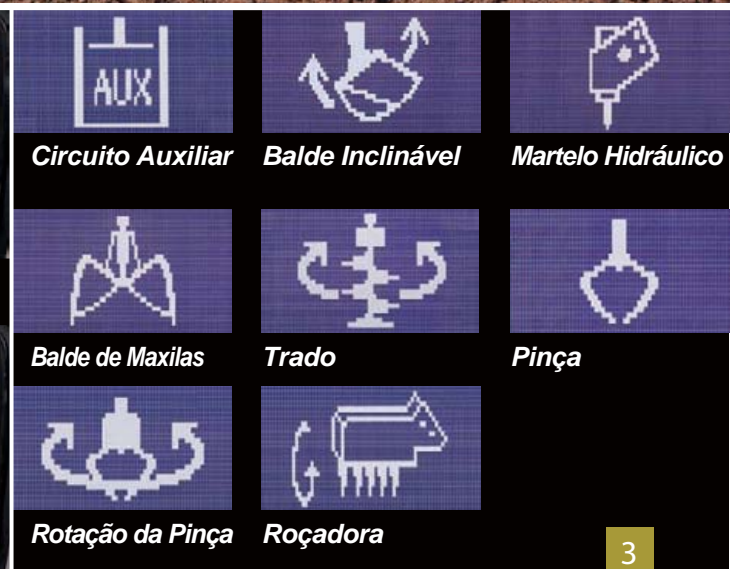 AUX
Circuito Auxiliar Balde Inclinável Martelo Hidráulico
Balde de Maxilas Trado Pinça
Rotação da Pinça Roçadora
3